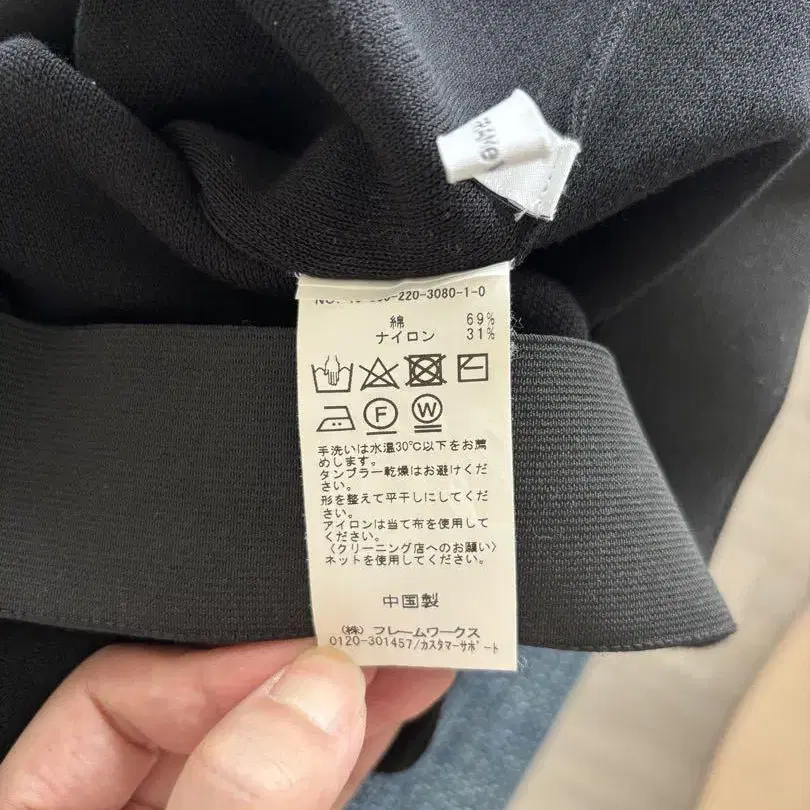 220-3080-1-0
綿 69%
ナイロン 31%
F W
手洗いは水温30℃以下をお薦
めします。
タンブラー乾燥はお避けくだ
さい。
形を整えて平干しにしてくだ
さい。
アイロンは当て布を使用して
ください。
〈クリーニング店へのお願い〉
ネットを使用してください。
中国製
(株) フレームワークス
0120-301457/カスタマーサポート